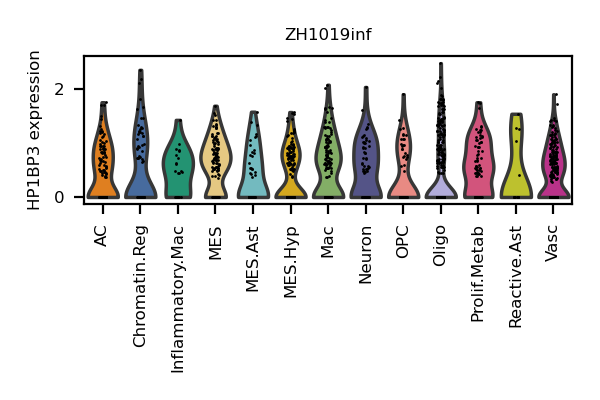 ZH1019inf
HP1BP3 expression
2
0
AC
Chromatin.Reg
Inflammatory.Mac
MES
MES.Ast
MES.Hyp
Mac
Neuron
OPC
Oligo
Prolif.Metab
Reactive.Ast
Vasc